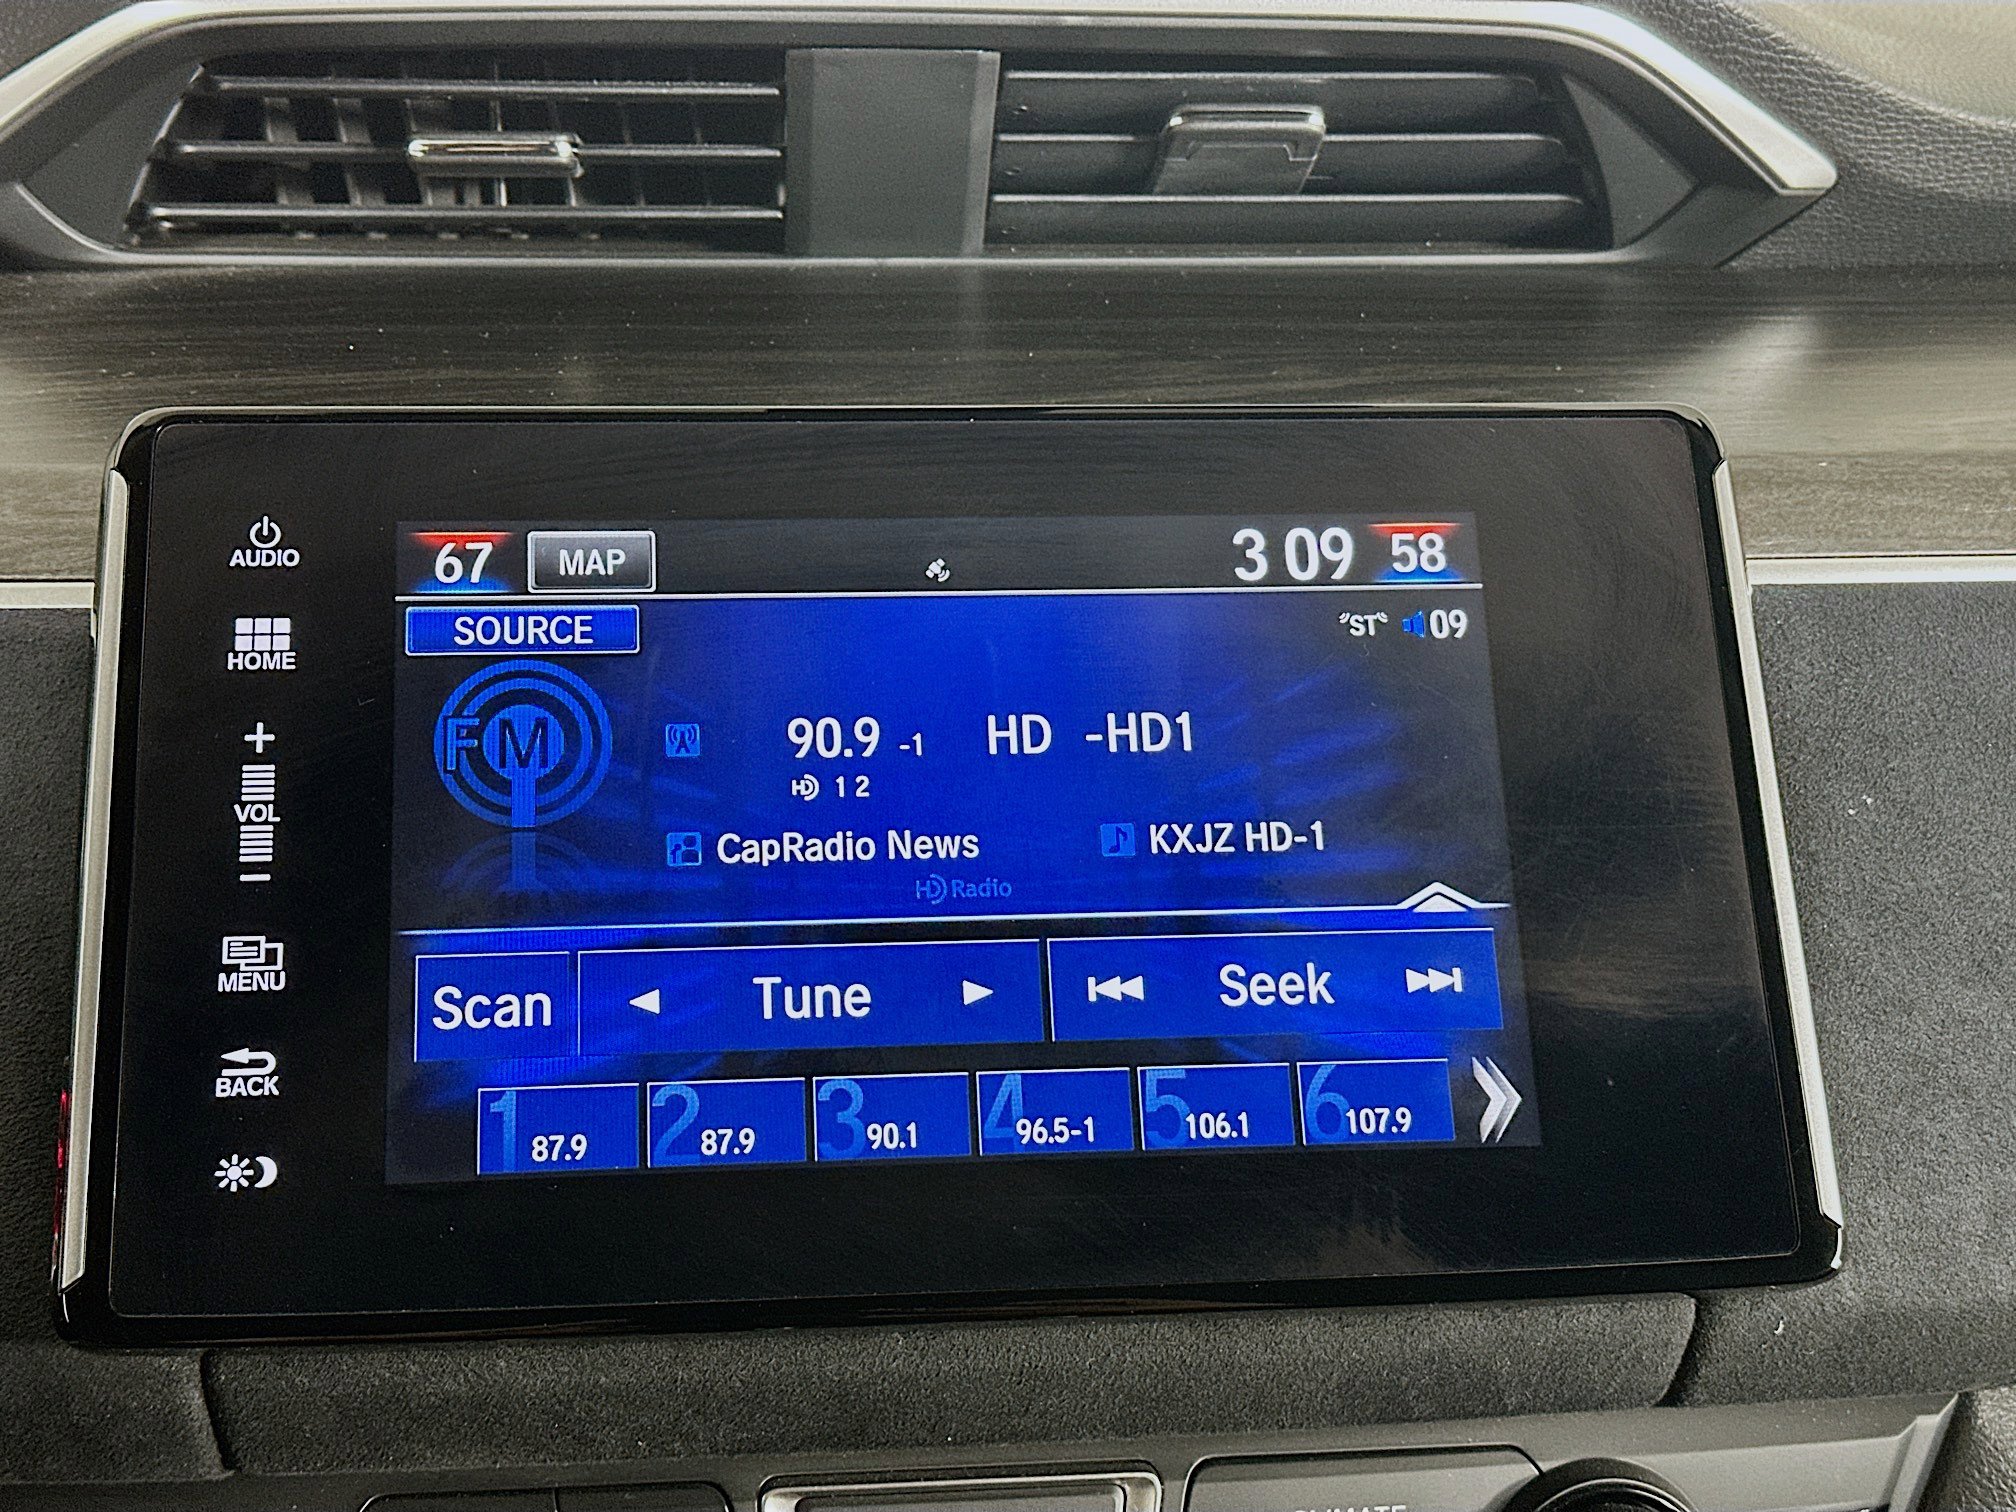 AUDIO
HOME
+
VOL
−
MENU
BACK
67 MAP 3 09 58
SOURCE "ST" 09
FM
90.9 -1 HD -HD1
HD 1 2
CapRadio News KXJZ HD-1
HD Radio
Scan Tune Seek
1 87.9 2 87.9 3 90.1 4 96.5-1 5 106.1 6 107.9
CLIMATE